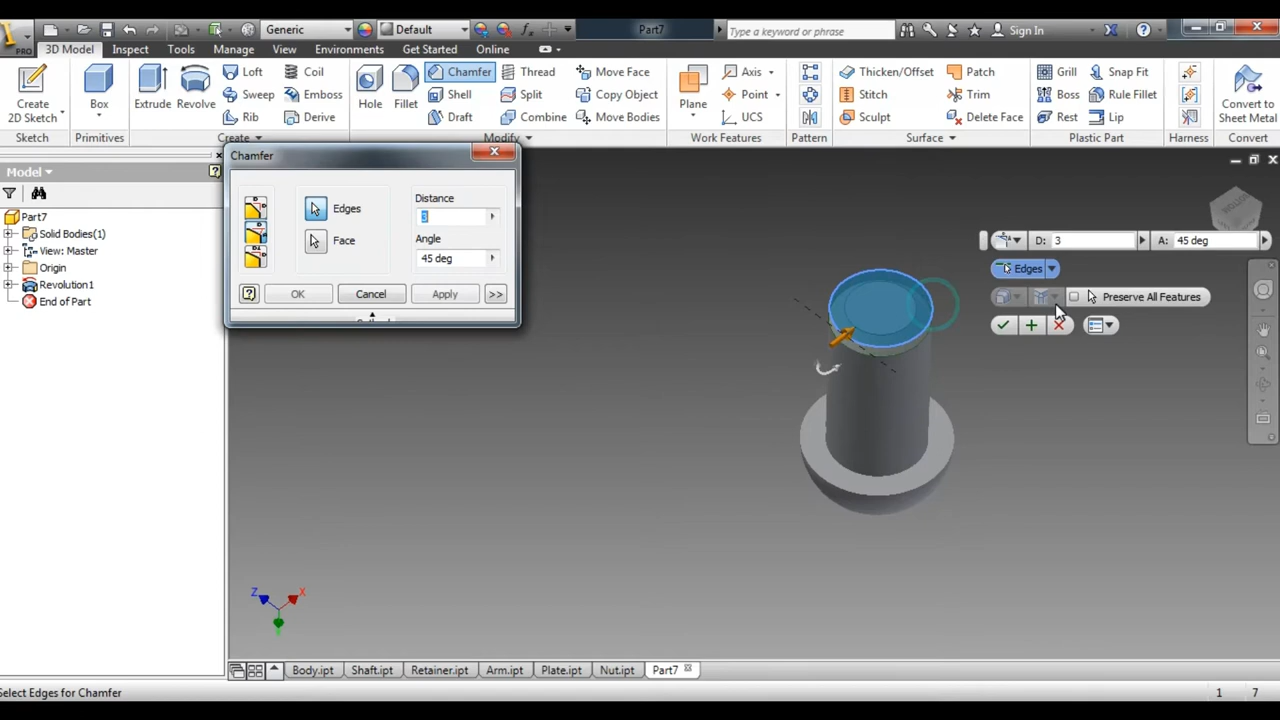 PRO
Generic
Default
Part7
Type a keyword or phrase
Sign In
3D Model
Inspect
Tools
Manage
View
Environments
Get Started
Online
Create
2D Sketch
Box
Extrude
Revolve
Loft
Sweep
Rib
Coil
Emboss
Derive
Hole
Fillet
Chamfer
Shell
Draft
Thread
Split
Combine
Move Face
Copy Object
Move Bodies
Plane
Axis
Point
UCS
Thicken/Offset
Stitch
Sculpt
Patch
Trim
Delete Face
Grill
Boss
Rest
Snap Fit
Rule Fillet
Lip
Convert to
Sheet Metal
Sketch
Primitives
Create
Modify
Work Features
Pattern
Surface
Plastic Part
Harness
Convert
Model
Part7
Solid Bodies(1)
View: Master
Origin
Revolution1
End of Part
Chamfer
Edges
Face
Distance
3
Angle
45 deg
OK
Cancel
Apply
>>
D: 3
A: 45 deg
Edges
Preserve All Features
Z
X
Body.ipt
Shaft.ipt
Retainer.ipt
Arm.ipt
Plate.ipt
Nut.ipt
Part7
Select Edges for Chamfer
1
7